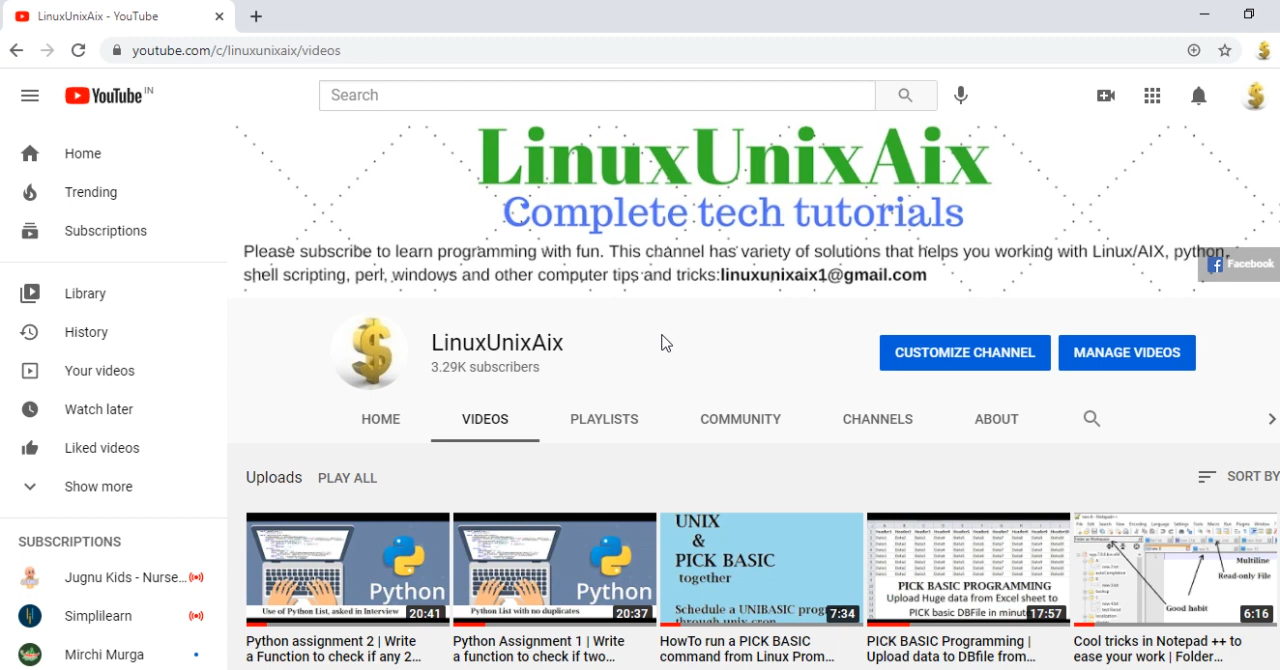 LinuxUnixAix - YouTube
youtube.com/c/linuxunixaix/videos
YouTube IN
Search
Home
Trending
Subscriptions
Library
History
Your videos
Watch later
Liked videos
Show more
SUBSCRIPTIONS
Jugnu Kids - Nurse...
Simplilearn
Mirchi Murga
LinuxUnixAix
Complete tech tutorials
Please subscribe to learn programming with fun. This channel has variety of solutions that helps you working with Linux/AIX, python,
shell scripting, perl, windows and other computer tips and tricks:linuxunixaix1@gmail.com
Facebook
LinuxUnixAix
3.29K subscribers
CUSTOMIZE CHANNEL MANAGE VIDEOS
HOME VIDEOS PLAYLISTS COMMUNITY CHANNELS ABOUT
Uploads PLAY ALL
SORT BY
Python
Use of Python List, asked in Interview
20:41
Python assignment 2 | Write
a Function to check if any 2...
Python
Python List with no duplicates
20:37
Python Assignment 1 | Write
a function to check if two...
UNIX
&
PICK BASIC
together
Schedule a UNIBASIC prog
through unix cron
7:34
HowTo run a PICK BASIC
command from Linux Prom...
PICK BASIC PROGRAMMING
Upload Huge data from Excel sheet to
PICK basic DBFile in minut
17:57
PICK BASIC Programming |
Upload data to DBfile from...
Multiline
Read-only File
Good habit
6:16
Cool tricks in Notepad ++ to
ease your work | Folder...